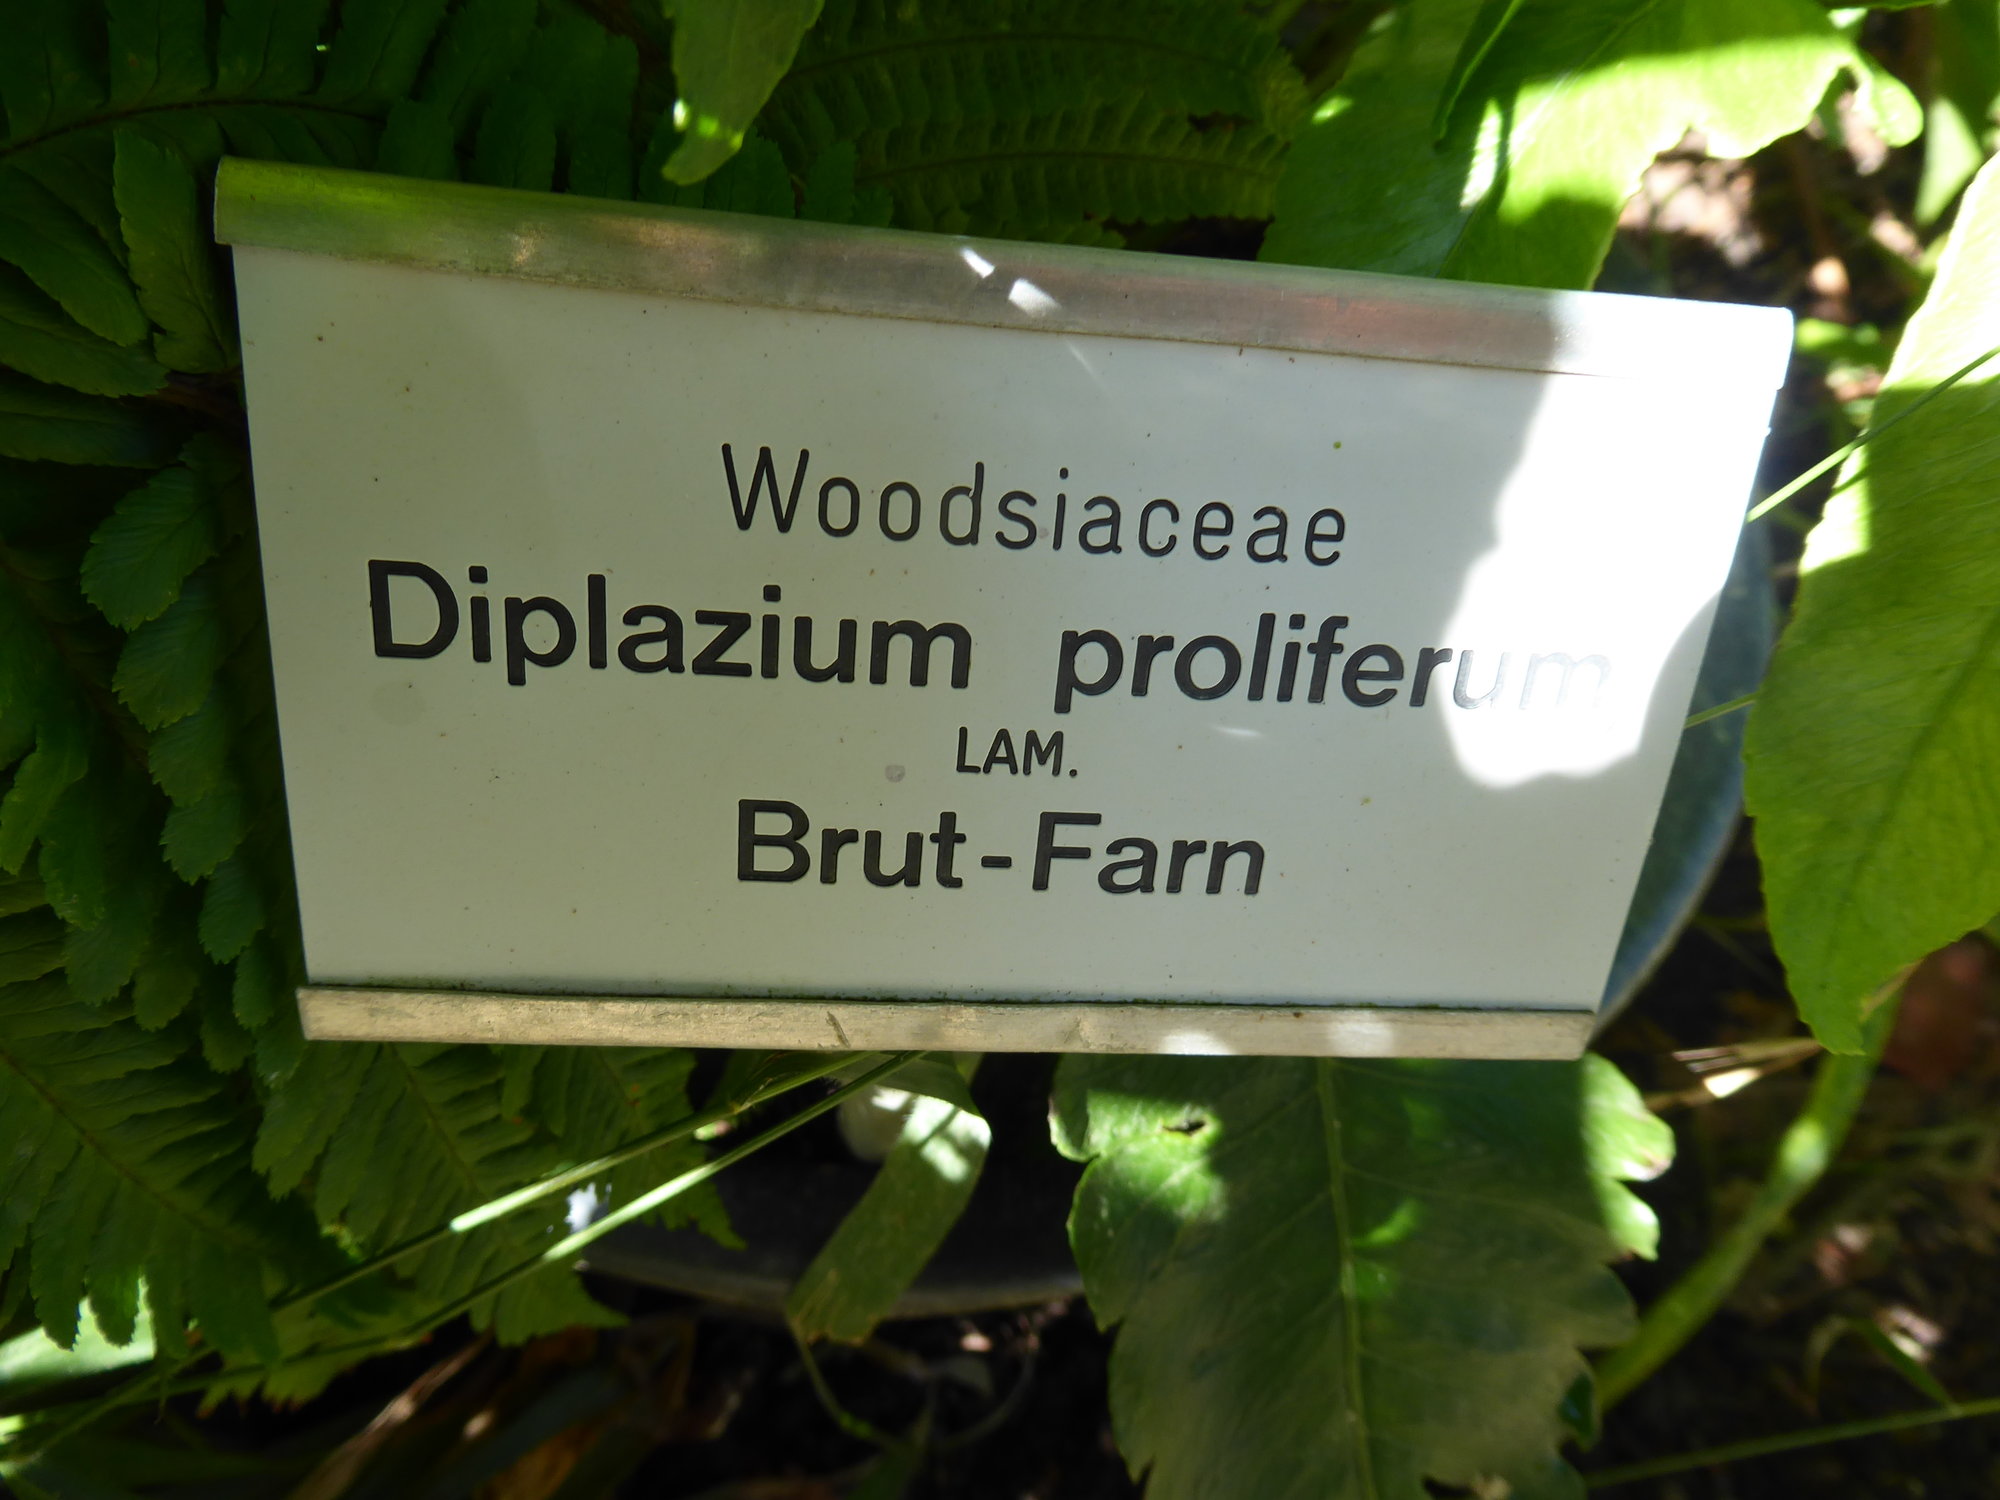 Woodsiaceae
Diplazium proliferum
LAM.
Brut-Farn